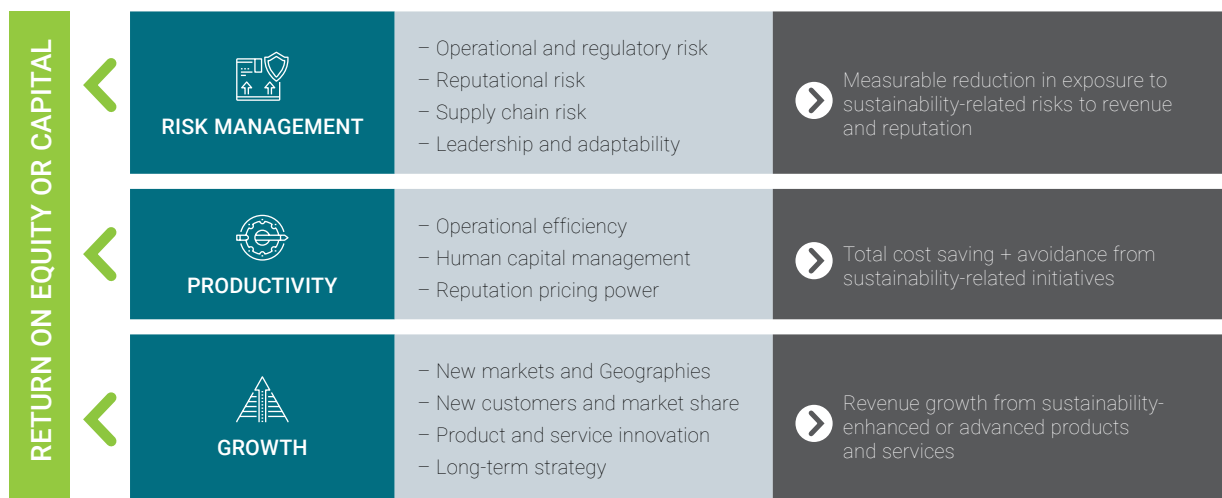 RETURN ON EQUITY OR CAPITAL
RISK MANAGEMENT
– Operational and regulatory risk
– Reputational risk
– Supply chain risk
– Leadership and adaptability
Measurable reduction in exposure to
sustainability-related risks to revenue
and reputation
PRODUCTIVITY
– Operational efficiency
– Human capital management
– Reputation pricing power
Total cost saving + avoidance from
sustainability-related initiatives
GROWTH
– New markets and Geographies
– New customers and market share
– Product and service innovation
– Long-term strategy
Revenue growth from sustainability-
enhanced or advanced products
and services